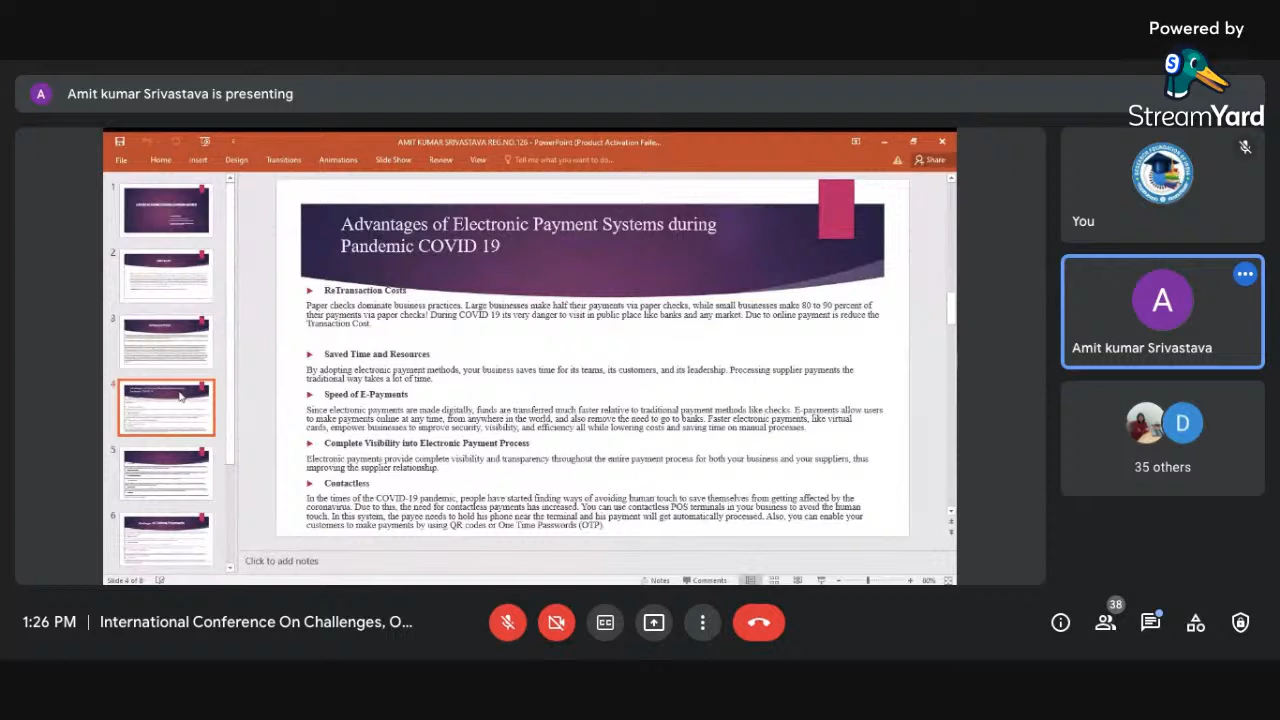 Powered by
StreamYard
A
Amit kumar Srivastava is presenting
AMIT KUMAR SRIVASTAVA REG.NO.126 - PowerPoint (Product Activation Faile...
File Home Insert Design Transitions Animations Slide Show Review View Tell me what you want to do... Share
1
2
3
4
5
6
Advantages of Electronic Payment Systems during
Pandemic COVID 19
ReTransaction Costs
Paper checks dominate business practices. Large businesses make half their payments via paper checks, while small businesses make 80 to 90 percent of
their payments via paper checks! During COVID 19 its very danger to visit in public place like banks and any market. Due to online payment is reduce the
Transaction Cost.
Saved Time and Resources
By adopting electronic payment methods, your business saves time for its teams, its customers, and its leadership. Processing supplier payments the
traditional way takes a lot of time.
Speed of E-Payments
Since electronic payments are made digitally, funds are transferred much faster relative to traditional payment methods like checks. E-payments allow users
to make payments online at any time, from anywhere in the world, and also remove the need to go to banks. Faster electronic payments, like virtual
cards, empower businesses to improve security, visibility, and efficiency all while lowering costs and saving time on manual processes.
Complete Visibility into Electronic Payment Process
Electronic payments provide complete visibility and transparency throughout the entire payment process for both your business and your suppliers, thus
improving the supplier relationship.
Contactless
In the times of the COVID-19 pandemic, people have started finding ways of avoiding human touch to save themselves from getting affected by the
coronavirus. Due to this, the need for contactless payments has increased. You can use contactless POS terminals in your business to avoid the human
touch. In this system, the payee needs to hold his phone near the terminal and his payment will get automatically processed. Also, you can enable your
customers to make payments by using QR codes or One Time Passwords (OTP).
Click to add notes
Slide 4 of 8 Notes Comments 80%
You
A
Amit kumar Srivastava
D
35 others
1:26 PM | International Conference On Challenges, O...
38